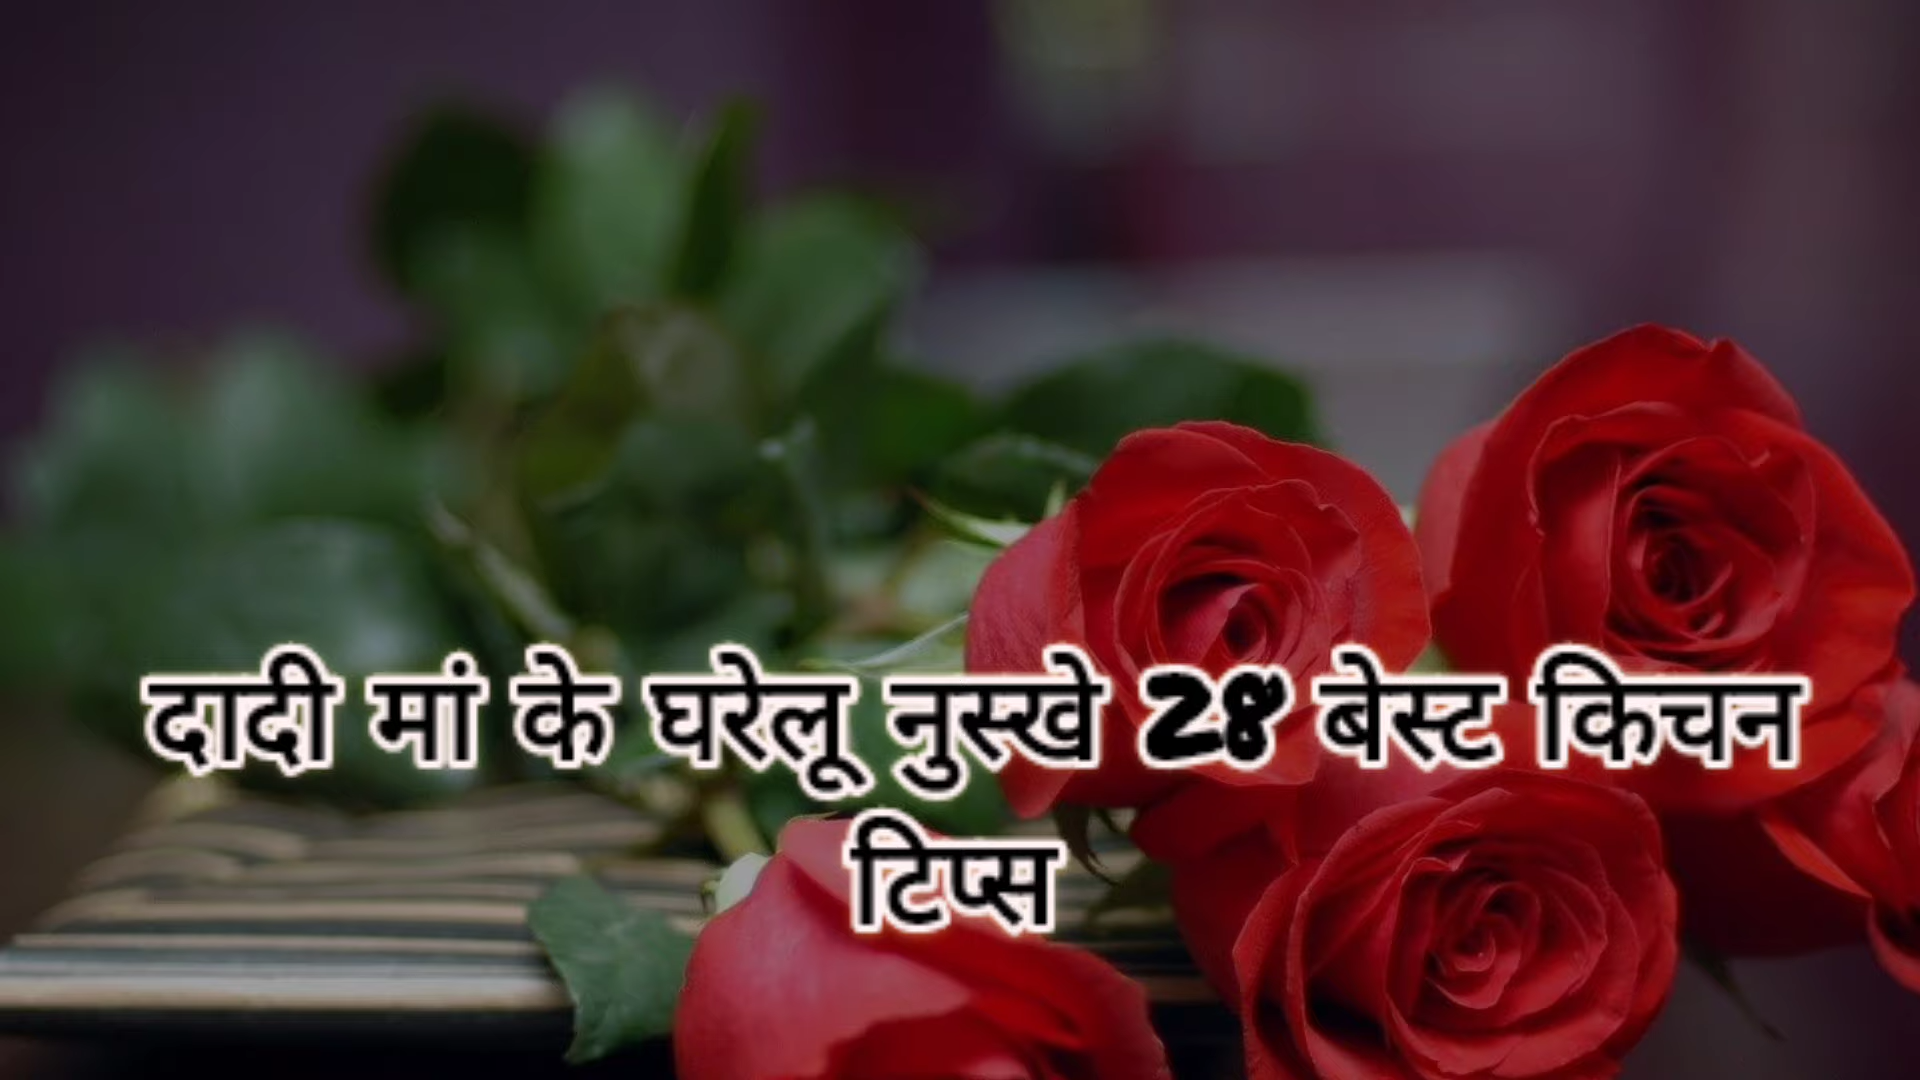 दादी मां के घरेलू नुस्खे 28 बेस्ट किचन
टिप्स